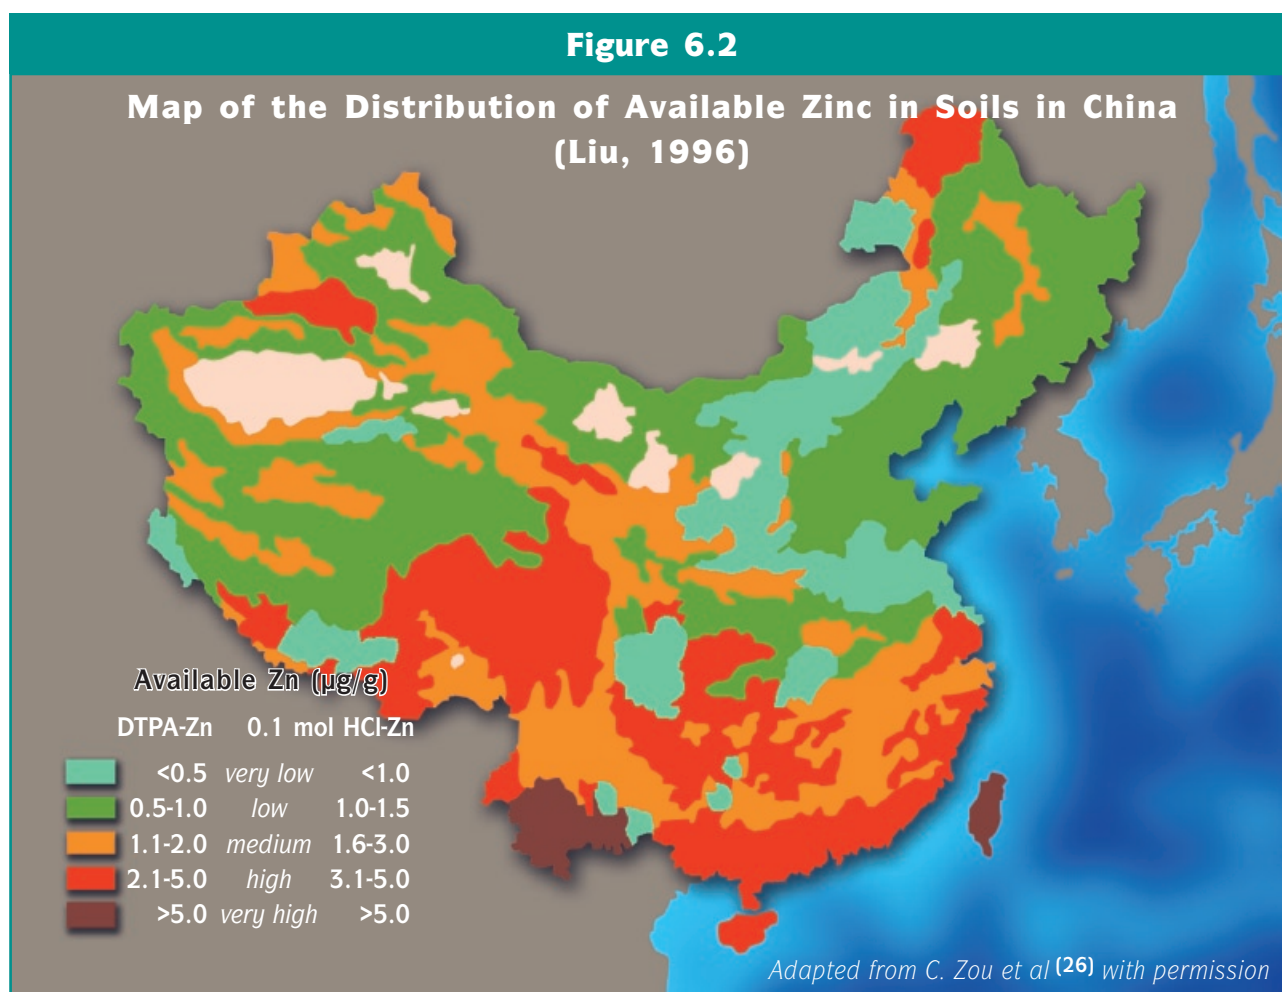 Figure 6.2
Map of the Distribution of Available Zinc in Soils in China
(Liu, 1996)
Available Zn (µg/g)
DTPA-Zn 0.1 mol HCl-Zn
<0.5 very low <1.0
0.5-1.0 low 1.0-1.5
1.1-2.0 medium 1.6-3.0
2.1-5.0 high 3.1-5.0
>5.0 very high >5.0
Adapted from C. Zou et al (26) with permission